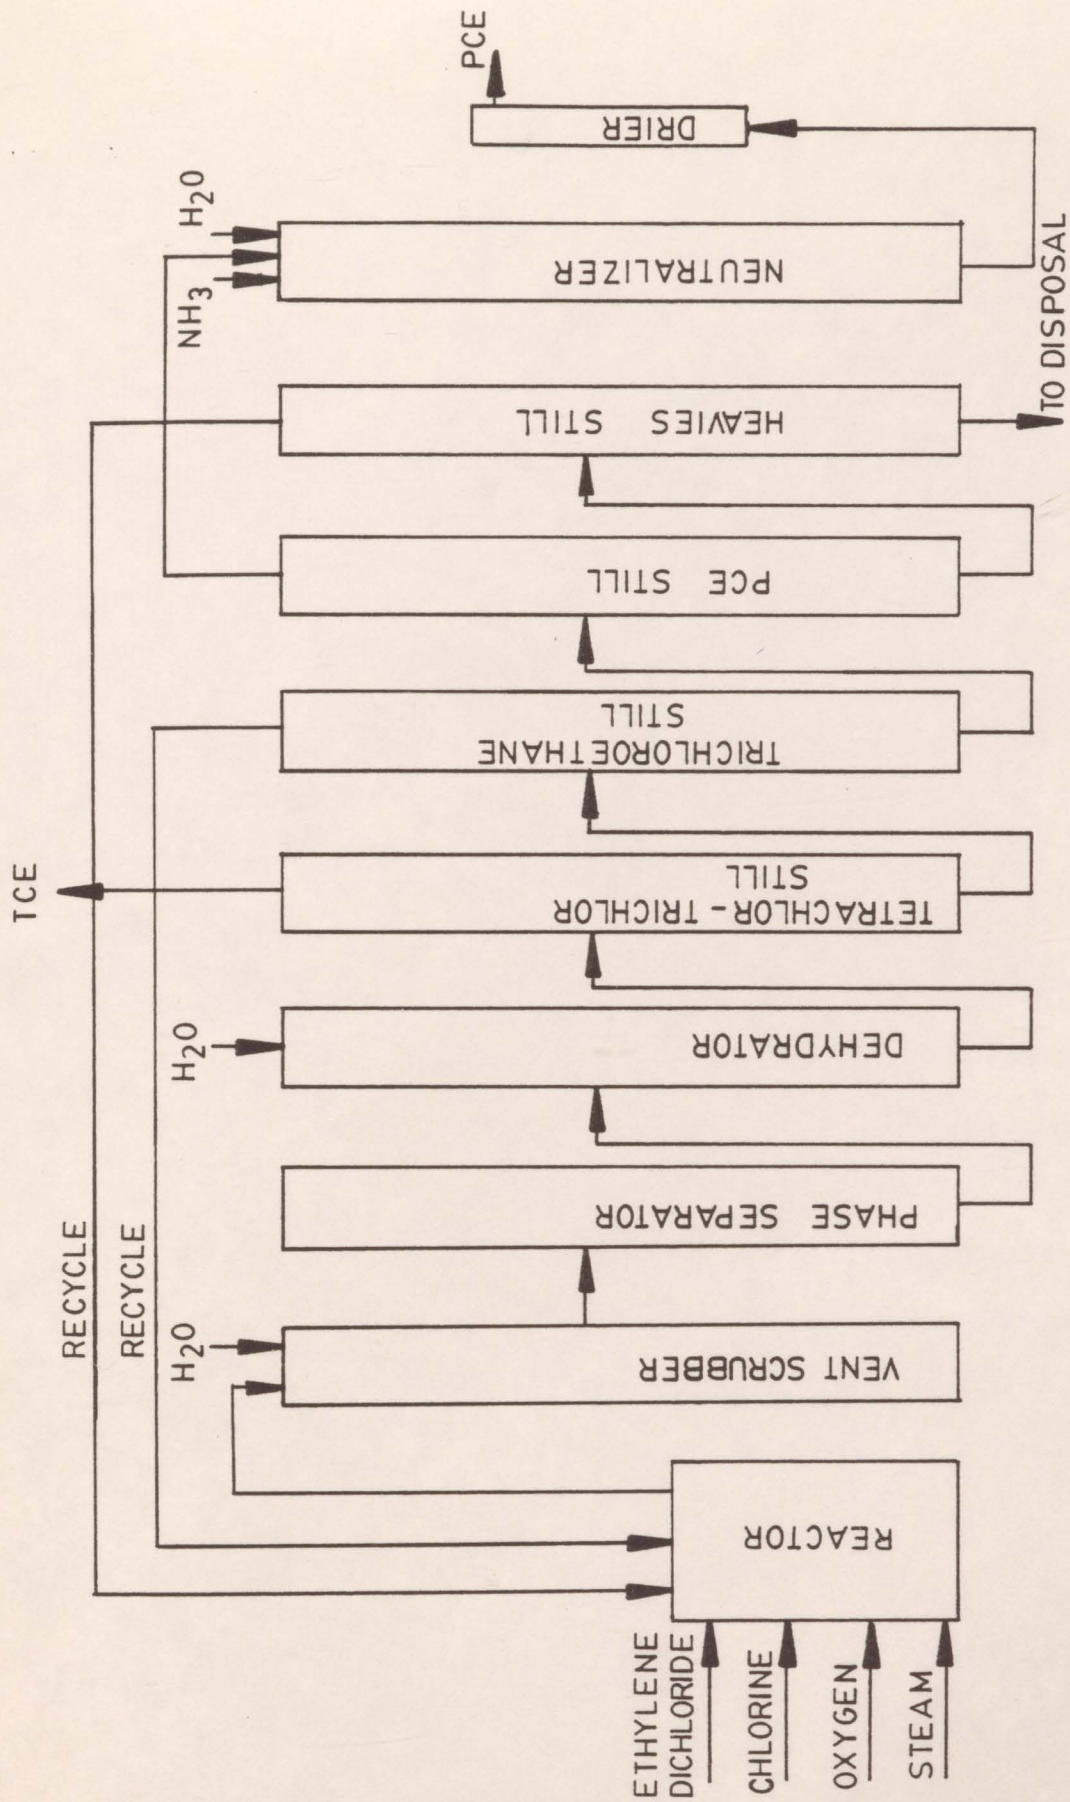 TCE
PCE
RECYCLE
RECYCLE
H2O
H2O
NH3
H2O
ETHYLENE
DICHLORIDE
CHLORINE
OXYGEN
STEAM
REACTOR
VENT SCRUBBER
PHASE SEPARATOR
DEHYDRATOR
TETRACHLOR-TRICHLOR
STILL
TRICHLOROETHANE
STILL
PCE STILL
HEAVIES STILL
NEUTRALIZER
DRIER
TO DISPOSAL